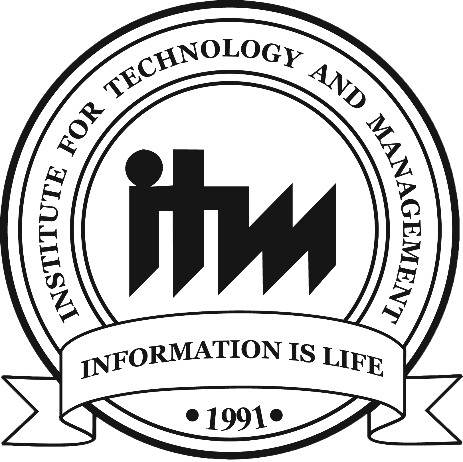 INSTITUTE FOR TECHNOLOGY AND MANAGEMENT
itm
INFORMATION IS LIFE
•1991•